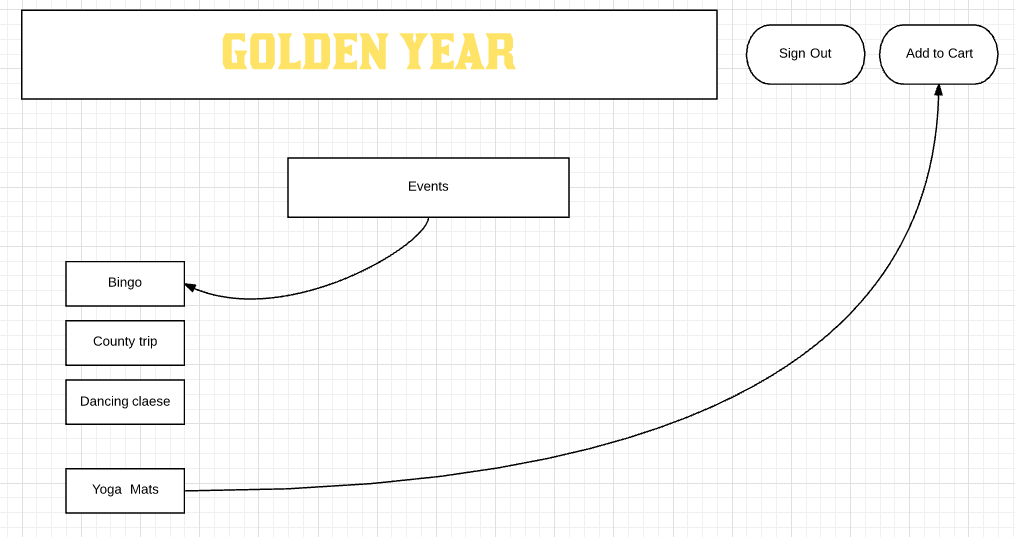 GOLDEN YEAR
Sign Out
Add to Cart
Events
Bingo
County trip
Dancing claese
Yoga Mats